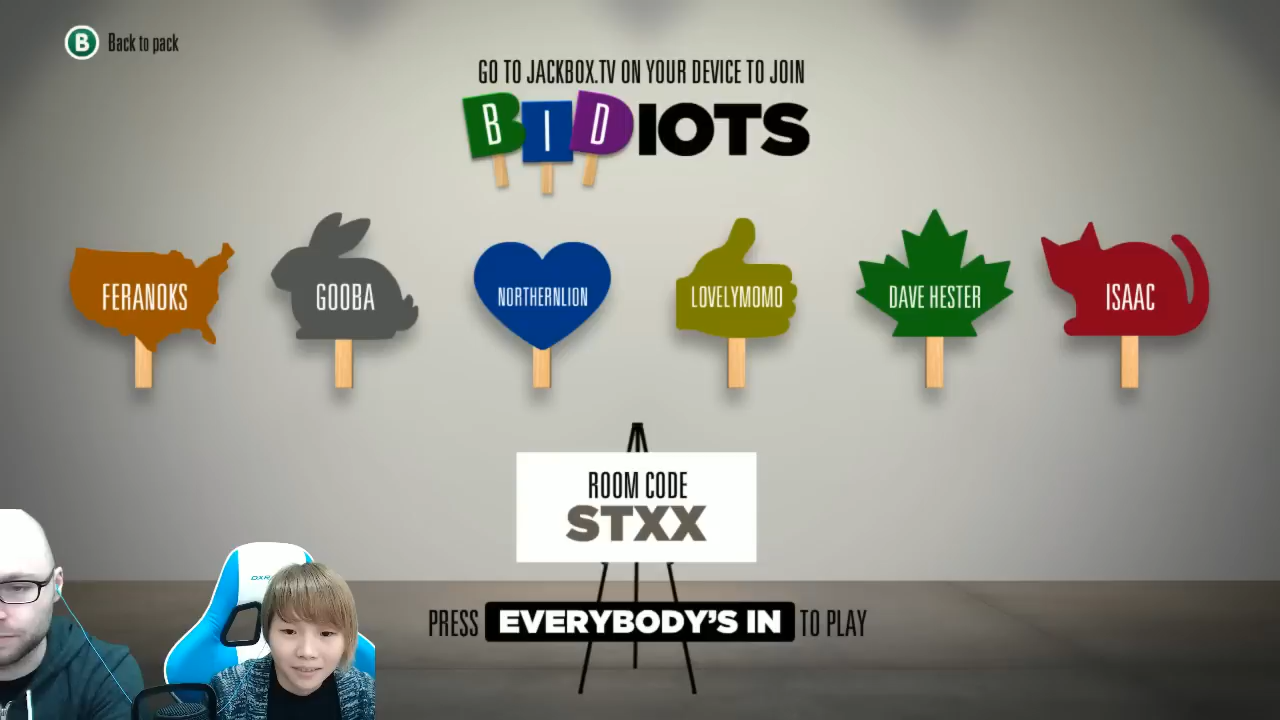 B Back to pack
GO TO JACKBOX.TV ON YOUR DEVICE TO JOIN
BIDIOTS
FERANOKS
GOOBA
NORTHERNLION
LOVELYMOMO
DAVE HESTER
ISAAC
ROOM CODE
STXX
PRESS EVERYBODY'S IN TO PLAY